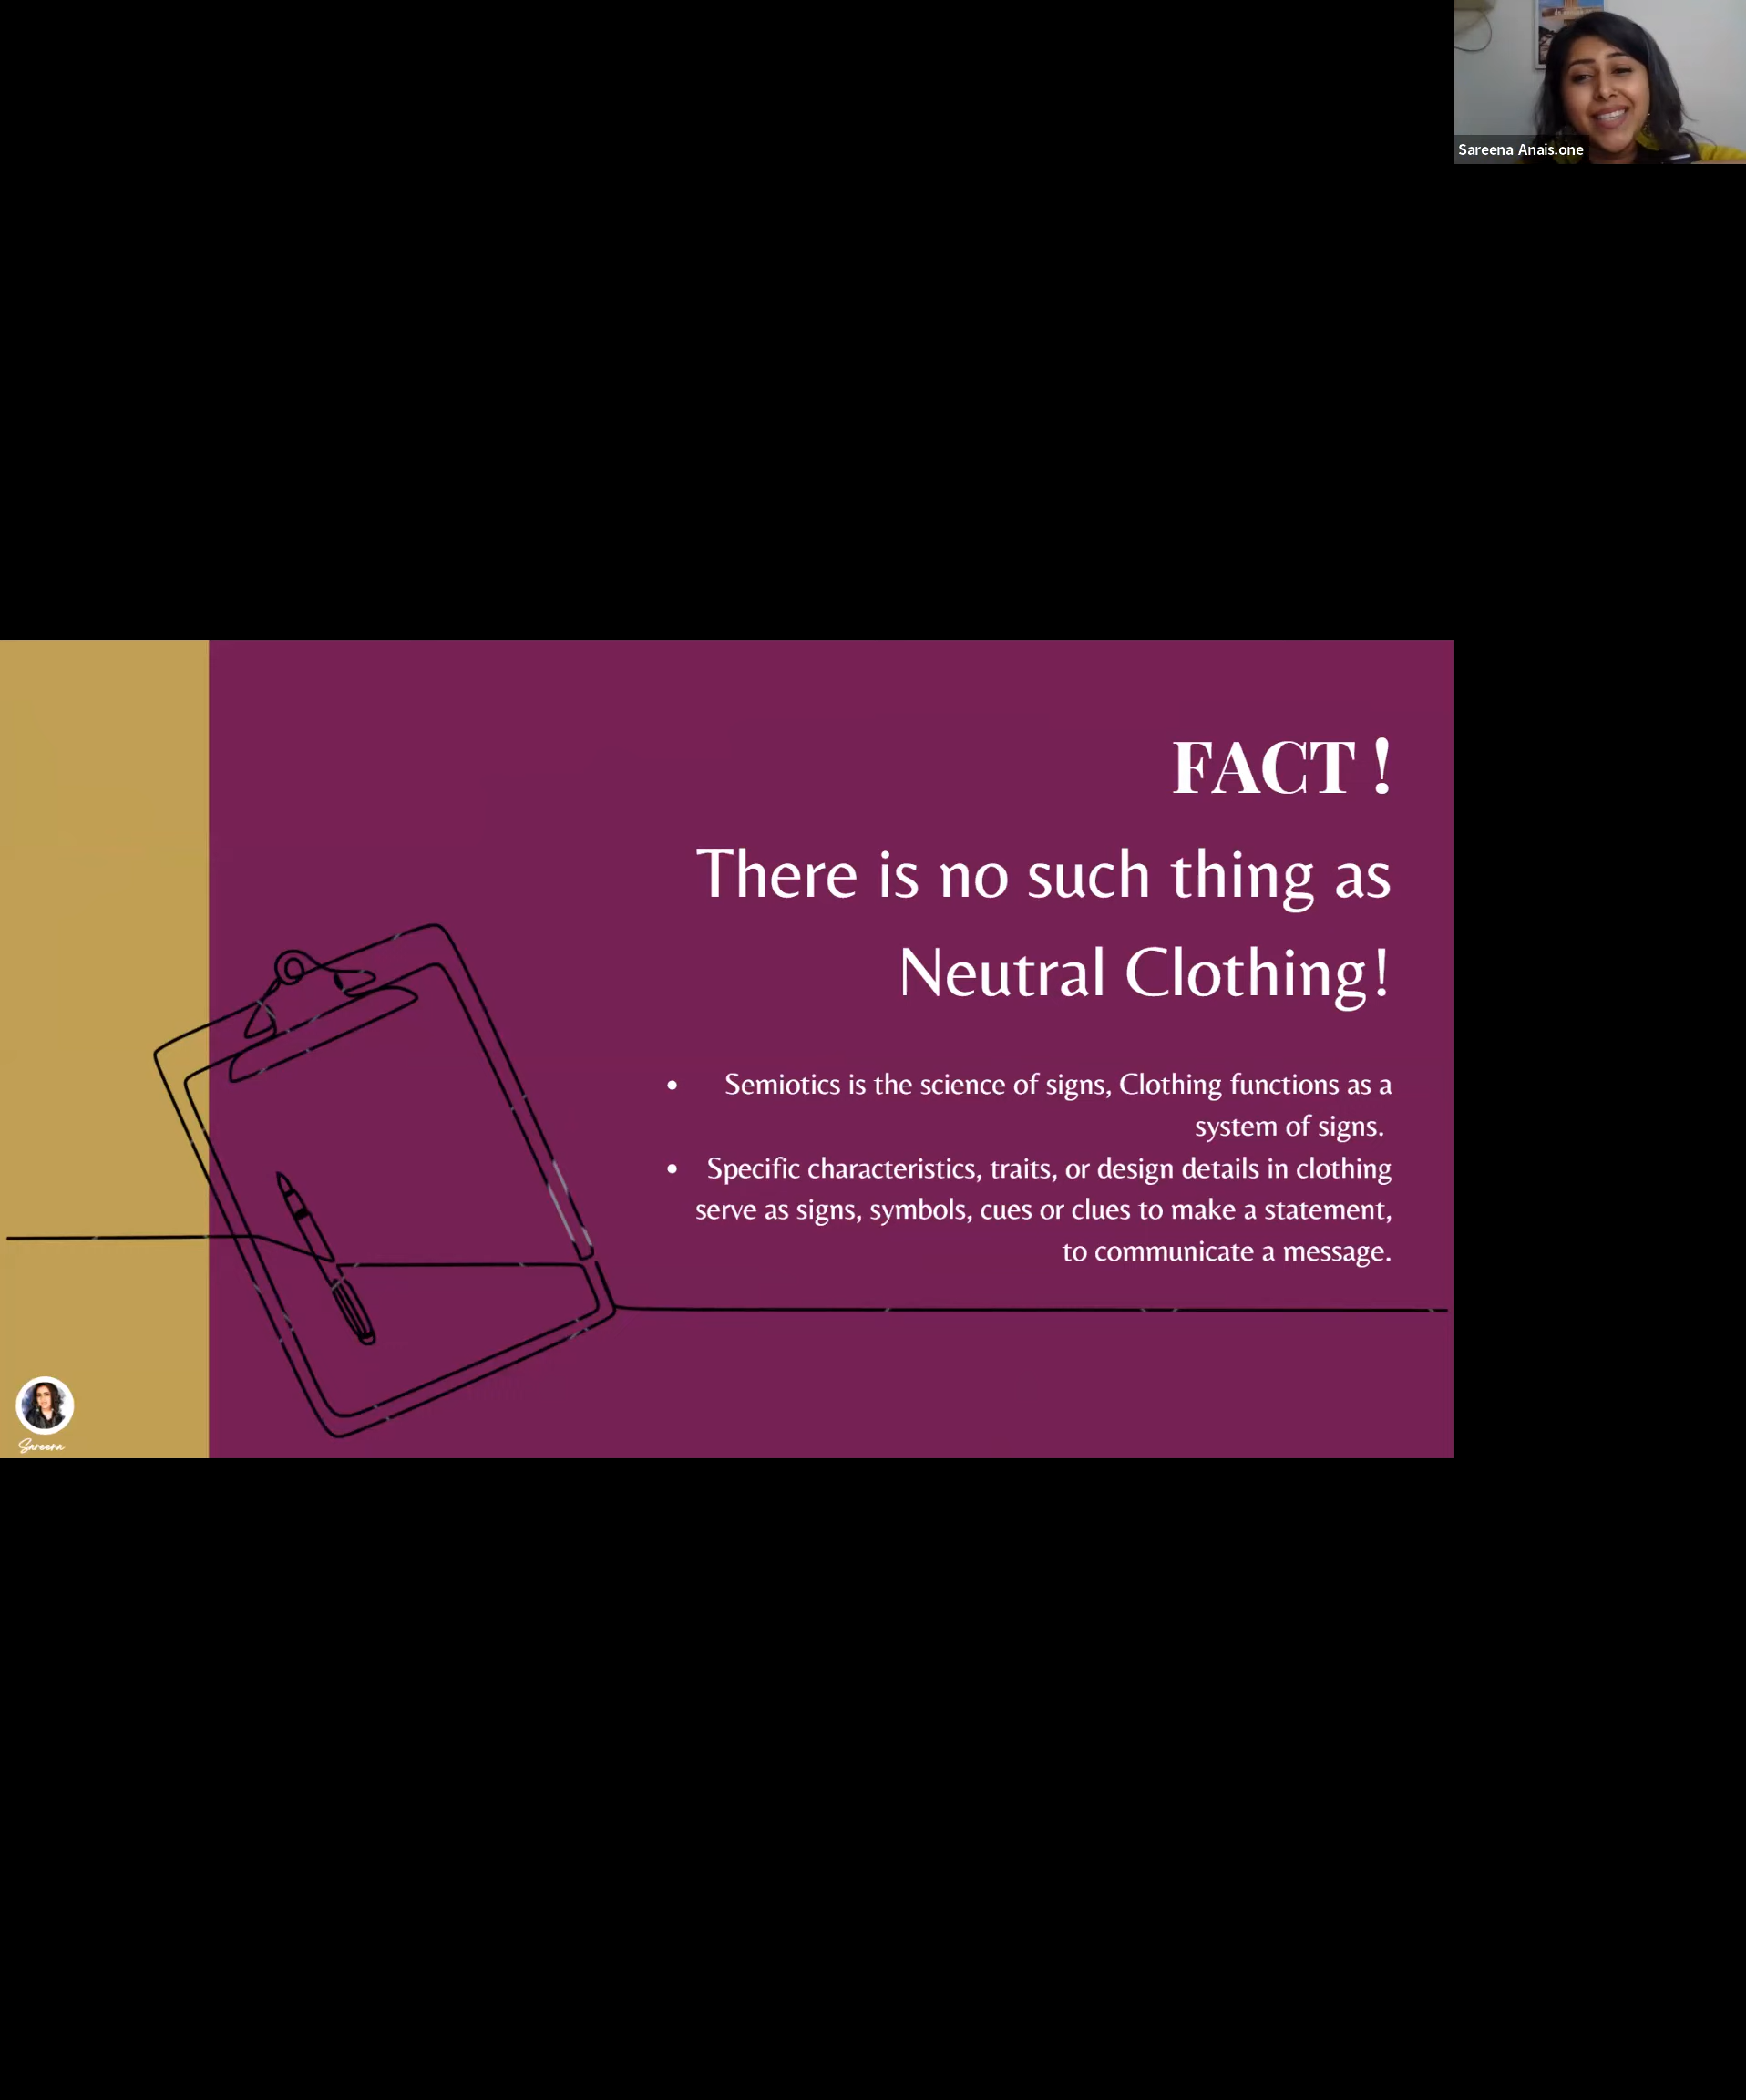 Sareena Anais.one
FACT !
There is no such thing as
Neutral Clothing!
• Semiotics is the science of signs, Clothing functions as a
system of signs.
• Specific characteristics, traits, or design details in clothing
serve as signs, symbols, cues or clues to make a statement,
to communicate a message.
Sareena